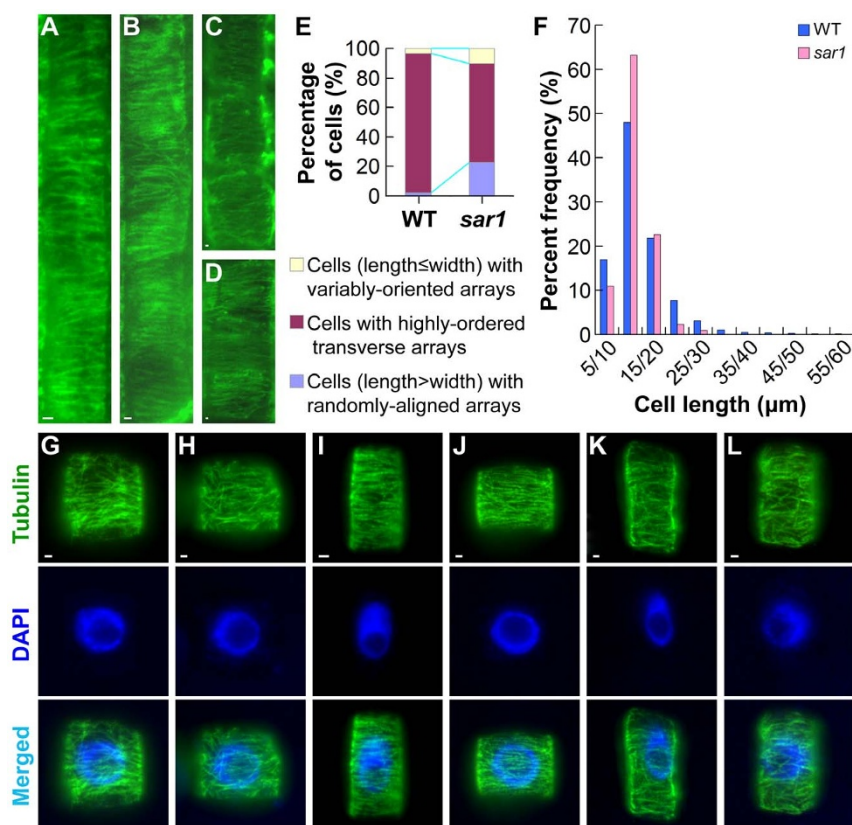 A
B
C
D
E
100
80
60
40
20
0
Percentage
of cells (%)
WT
sar1
Cells (length≤width) with
variably-oriented arrays
Cells with highly-ordered
transverse arrays
Cells (length>width) with
randomly-aligned arrays
F
WT
sar1
70
60
50
40
30
20
10
0
Percent frequency (%)
5/10
15/20
25/30
35/40
45/50
55/60
Cell length (μm)
G
H
I
J
K
L
Tubulin
DAPI
Merged